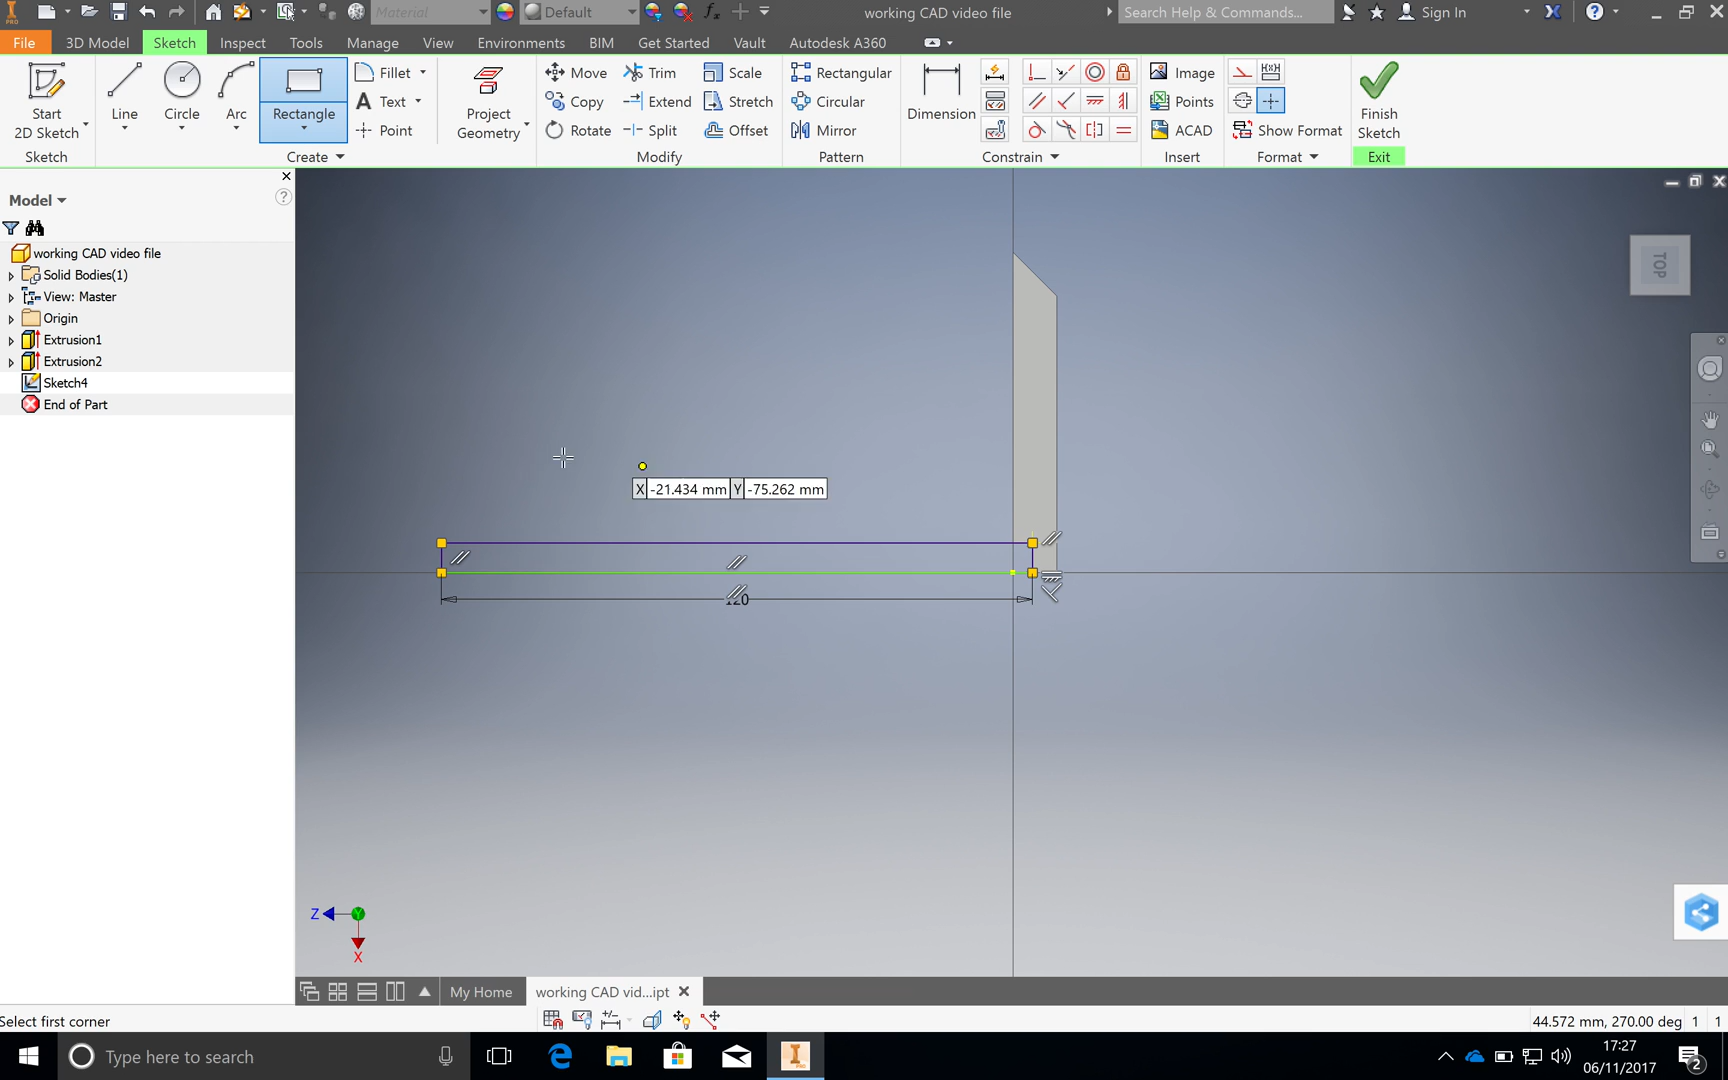 PRO
Material
Default
working CAD video file
Search Help & Commands...
Sign In
File
3D Model
Sketch
Inspect
Tools
Manage
View
Environments
BIM
Get Started
Vault
Autodesk A360
Start
2D Sketch
Line
Circle
Arc
Rectangle
Fillet
Text
Point
Project
Geometry
Move
Copy
Rotate
Trim
Extend
Split
Scale
Stretch
Offset
Rectangular
Circular
Mirror
Dimension
Image
Points
ACAD
Show Format
Finish
Sketch
Sketch
Create
Modify
Pattern
Constrain
Insert
Format
Exit
Model
working CAD video file
Solid Bodies(1)
View: Master
Origin
Extrusion1
Extrusion2
Sketch4
End of Part
TOP
X -21.434 mm Y -75.262 mm
120
Z
Y
X
My Home
working CAD vid...ipt
Select first corner
44.572 mm, 270.00 deg 1 1
Type here to search
PRO
17:27
06/11/2017
2